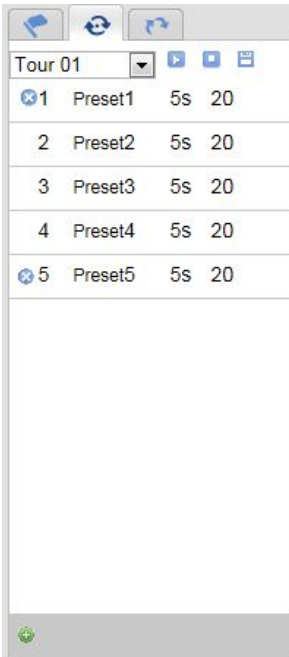 Tour 01
1 Preset1 5s 20
2 Preset2 5s 20
3 Preset3 5s 20
4 Preset4 5s 20
5 Preset5 5s 20